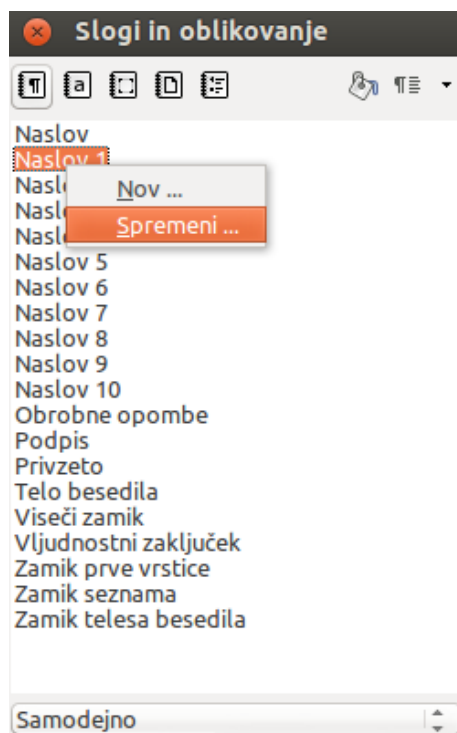 Slogi in oblikovanje
a
Naslov
Naslov 1
Nasl
Nov ...
Nasl
Spremeni ...
Nasl
Naslov 5
Naslov 6
Naslov 7
Naslov 8
Naslov 9
Naslov 10
Obrobne opombe
Podpis
Privzeto
Telo besedila
Viseči zamik
Vljudnostni zaključek
Zamik prve vrstice
Zamik seznama
Zamik telesa besedila
Samodejno